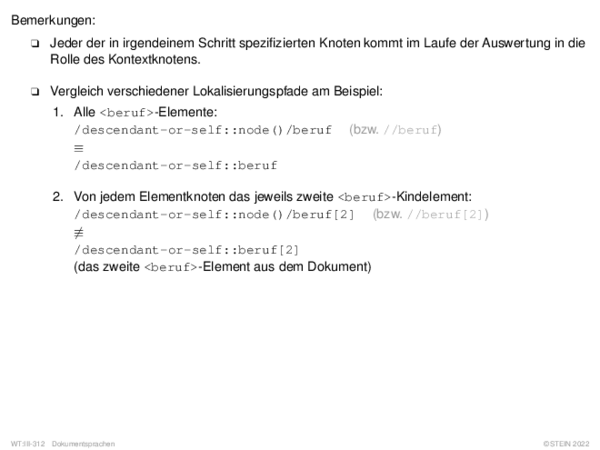 Bemerkungen:
❑ Jeder der in irgendeinem Schritt spezifizierten Knoten kommt im Laufe der Auswertung in die
Rolle des Kontextknotens.
❑ Vergleich verschiedener Lokalisierungspfade am Beispiel:
1. Alle <beruf>-Elemente:
/descendant-or-self::node()/beruf (bzw. //beruf)
≡
/descendant-or-self::beruf
2. Von jedem Elementknoten das jeweils zweite <beruf>-Kindelement:
/descendant-or-self::node()/beruf[2] (bzw. //beruf[2])
≢
/descendant-or-self::beruf[2]
(das zweite <beruf>-Element aus dem Dokument)
WT:III-312 Dokumentsprachen ©STEIN 2022